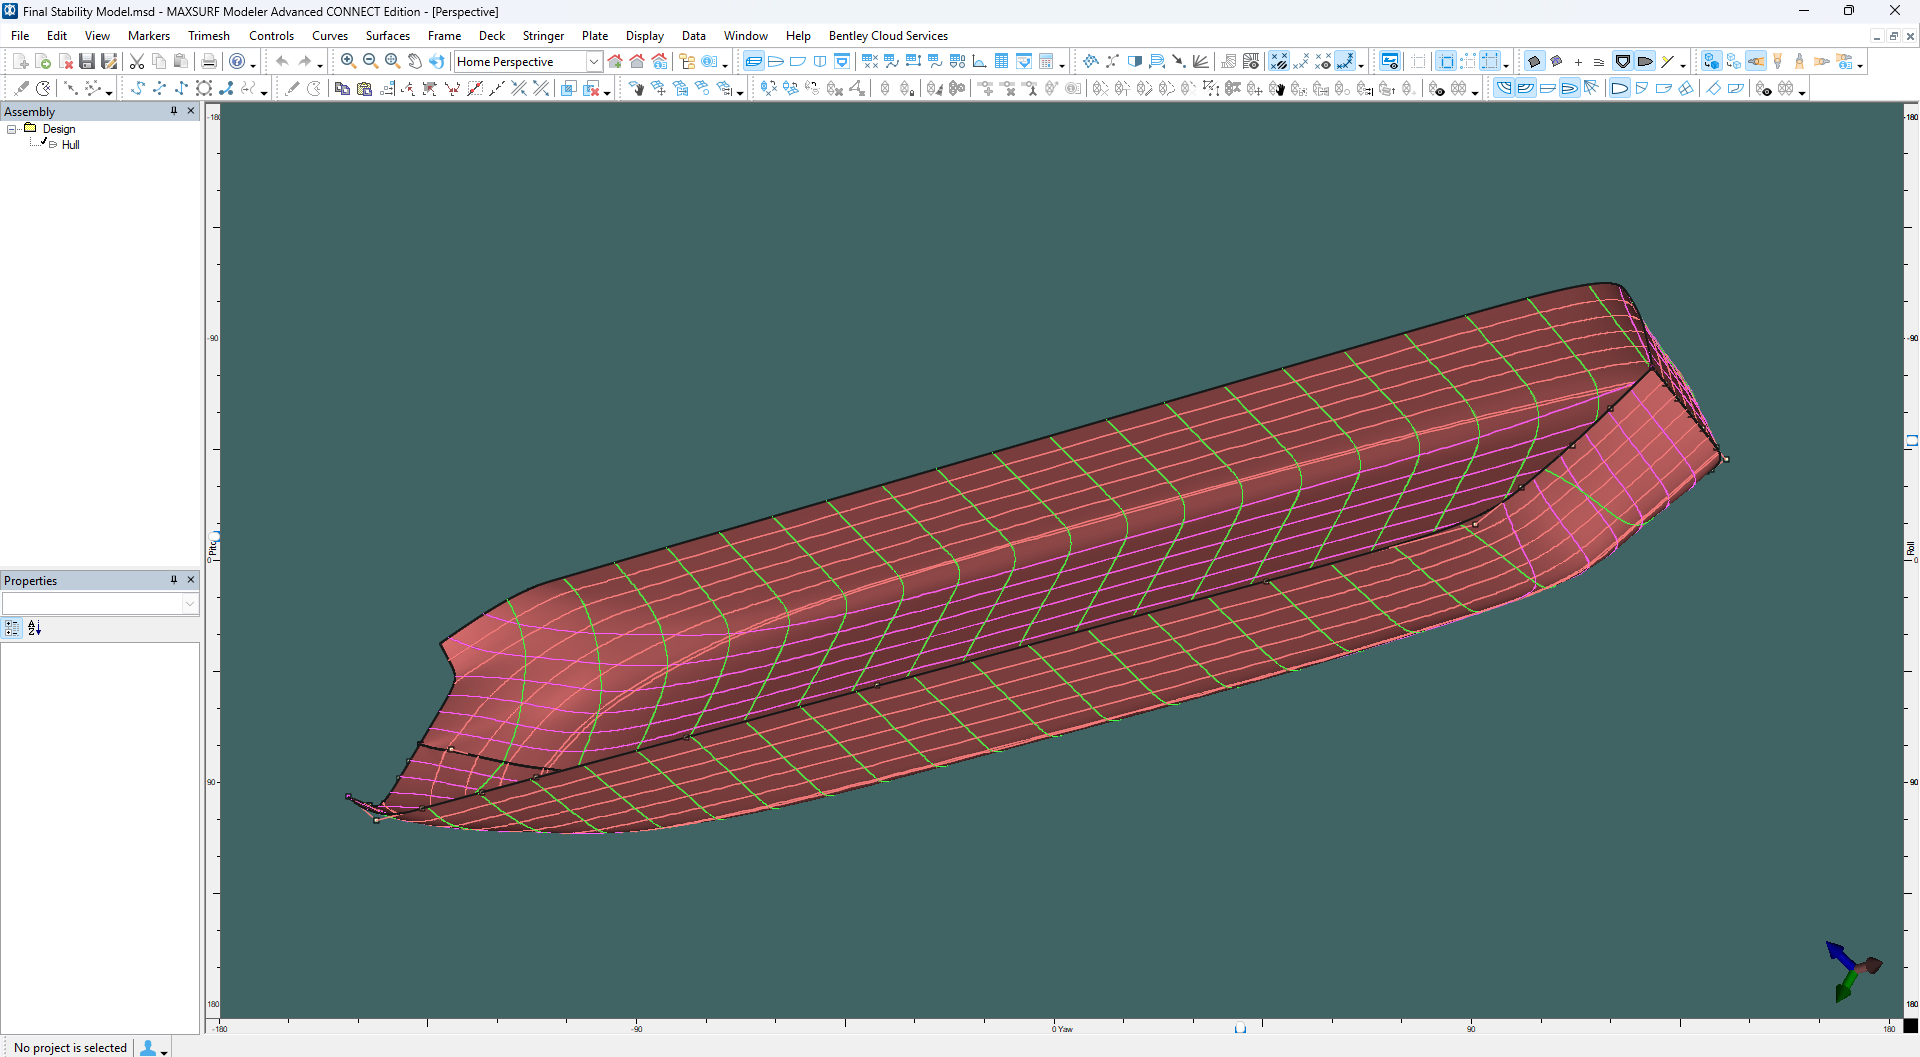 Final Stability Model.msd - MAXSURF Modeler Advanced CONNECT Edition - [Perspective]
File Edit View Markers Trimesh Controls Curves Surfaces Frame Deck Stringer Plate Display Data Window Help Bentley Cloud Services
Home Perspective
Assembly
Design
Hull
Properties
-180
-90
Pitch
0
90
180
-180
-90
Roll
0
90
180
-180 -90 0 Yaw 90 180
No project is selected